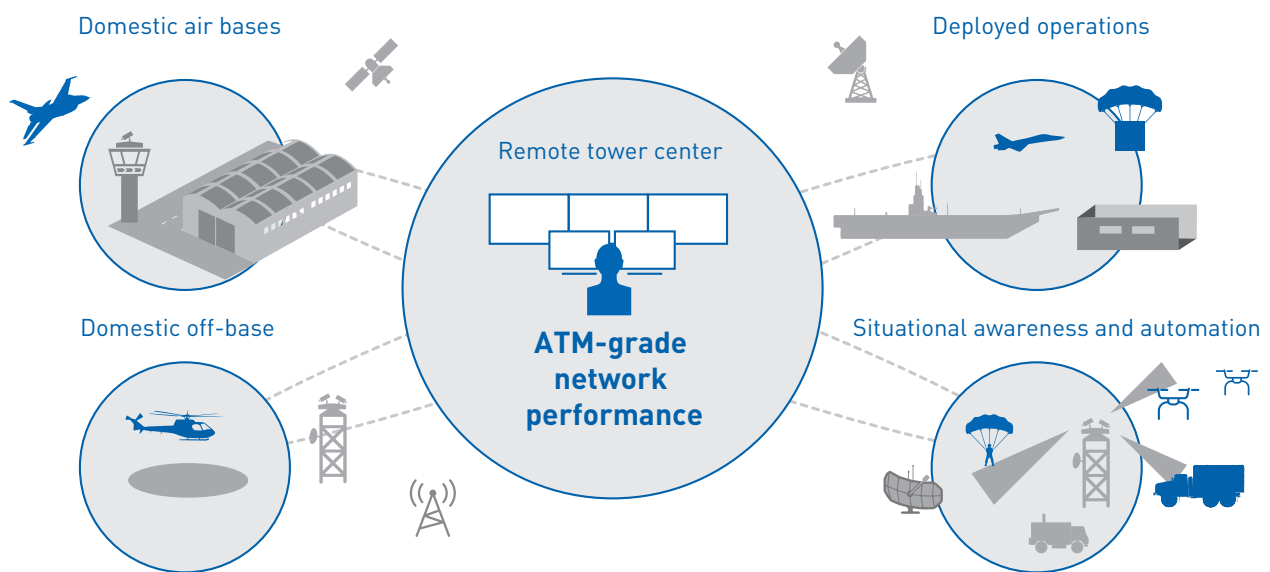 Domestic air bases
Deployed operations
Remote tower center
ATM-grade
network
performance
Domestic off-base
Situational awareness and automation